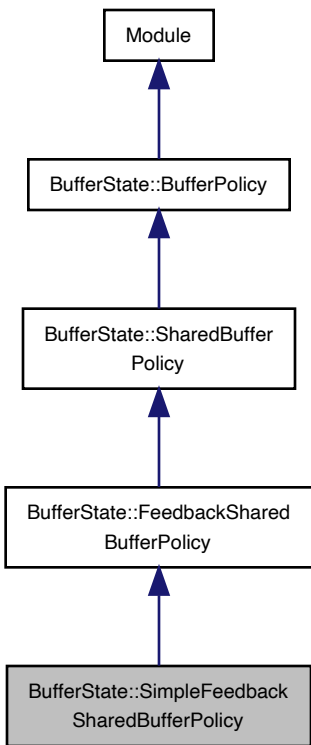 Module
BufferState::BufferPolicy
BufferState::SharedBuffer
Policy
BufferState::FeedbackShared
BufferPolicy
BufferState::SimpleFeedback
SharedBufferPolicy